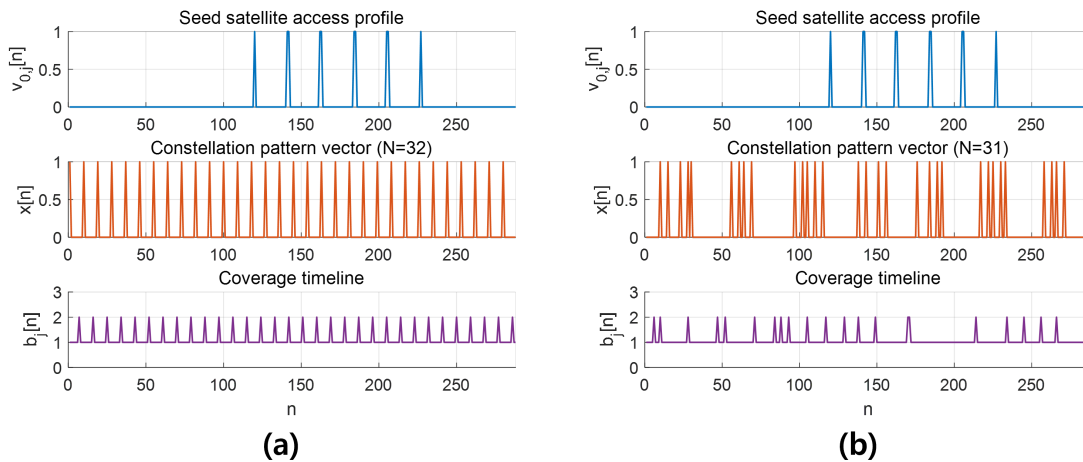 Seed satellite access profile
v0,j[n]
1
0.5
0
0 50 100 150 200 250
Constellation pattern vector (N=32)
x[n]
1
0.5
0
0 50 100 150 200 250
Coverage timeline
bj[n]
3
2
1
0
0 50 100 150 200 250
n
(a)
Seed satellite access profile
v0,j[n]
1
0.5
0
0 50 100 150 200 250
Constellation pattern vector (N=31)
x[n]
1
0.5
0
0 50 100 150 200 250
Coverage timeline
bj[n]
3
2
1
0
0 50 100 150 200 250
n
(b)